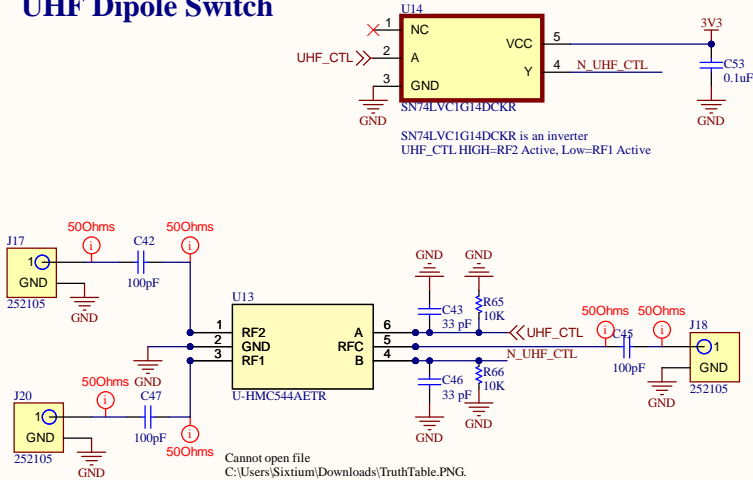 UHF Dipole Switch
U14
1 NC
UHF_CTL 2 A
3 GND
VCC 5
Y 4 N_UHF_CTL
3V3
C53
0.1uF
GND
GND
SN74LVC1G14DCKR
SN74LVC1G14DCKR is an inverter
UHF_CTL HIGH=RF2 Active, Low=RF1 Active
50Ohms
50Ohms
i
i
J17
C42
1
GND
100pF
252105
GND
U13
1 RF2
2 GND
3 RF1
A 6
RFC 5
B 4
U-HMC544AETR
GND
GND
GND
C43
33 pF
R65
10K
UHF_CTL
N_UHF_CTL
C46
33 pF
R66
10K
GND
GND
50Ohms
50Ohms
i
i
C45
100pF
J18
1
GND
252105
GND
50Ohms
i
J20
C47
1
GND
100pF
i
50Ohms
252105
GND
Cannot open file
C:\Users\Sixtium\Downloads\TruthTable.PNG.